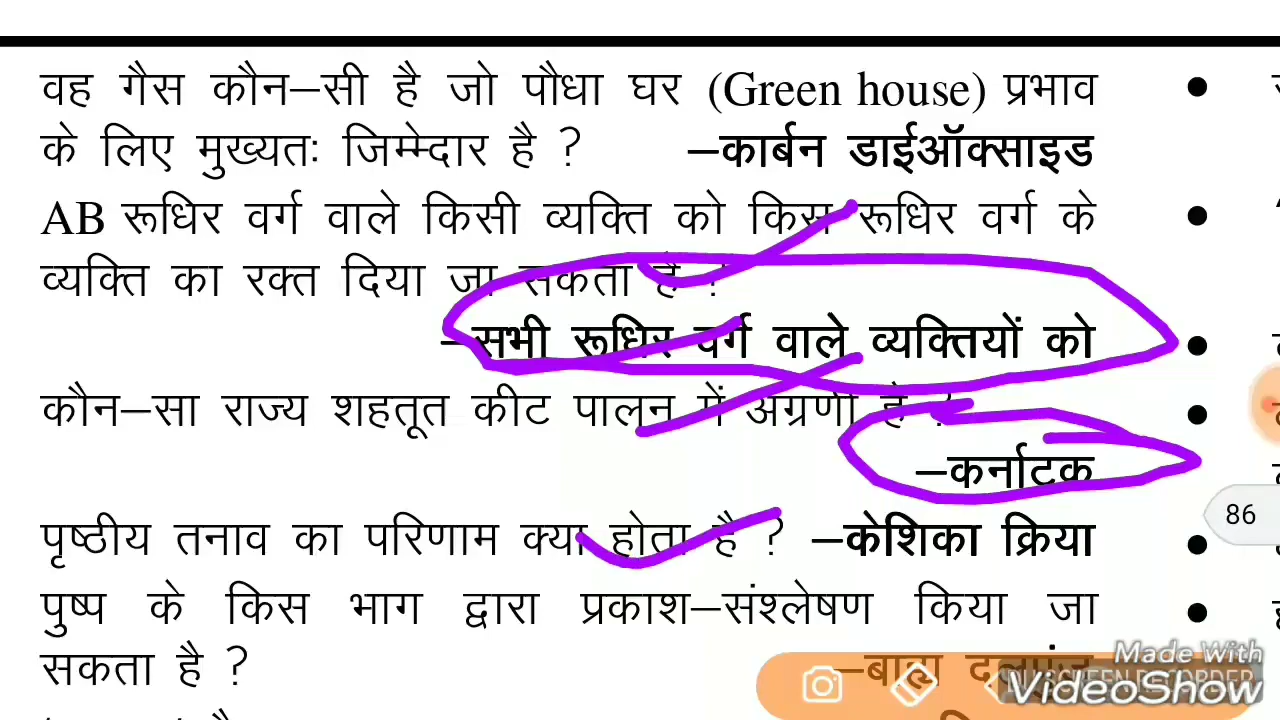 वह गैस कौन–सी है जो पौधा घर (Green house) प्रभाव
के लिए मुख्यतः जिम्मेदार है ? –कार्बन डाईऑक्साइड
AB रूधिर वर्ग वाले किसी व्यक्ति को किस रूधिर वर्ग के
व्यक्ति का रक्त दिया जा सकता है ?
–सभी रूधिर वर्ग वाले व्यक्तियों को
कौन–सा राज्य शहतूत कीट पालन में अग्रणी है ?
–कर्नाटक
86
पृष्ठीय तनाव का परिणाम क्या होता है ? –केशिका क्रिया
पुष्प के किस भाग द्वारा प्रकाश–संश्लेषण किया जा
सकता है ? –बाह्य दलपुंज
Made With
VideoShow